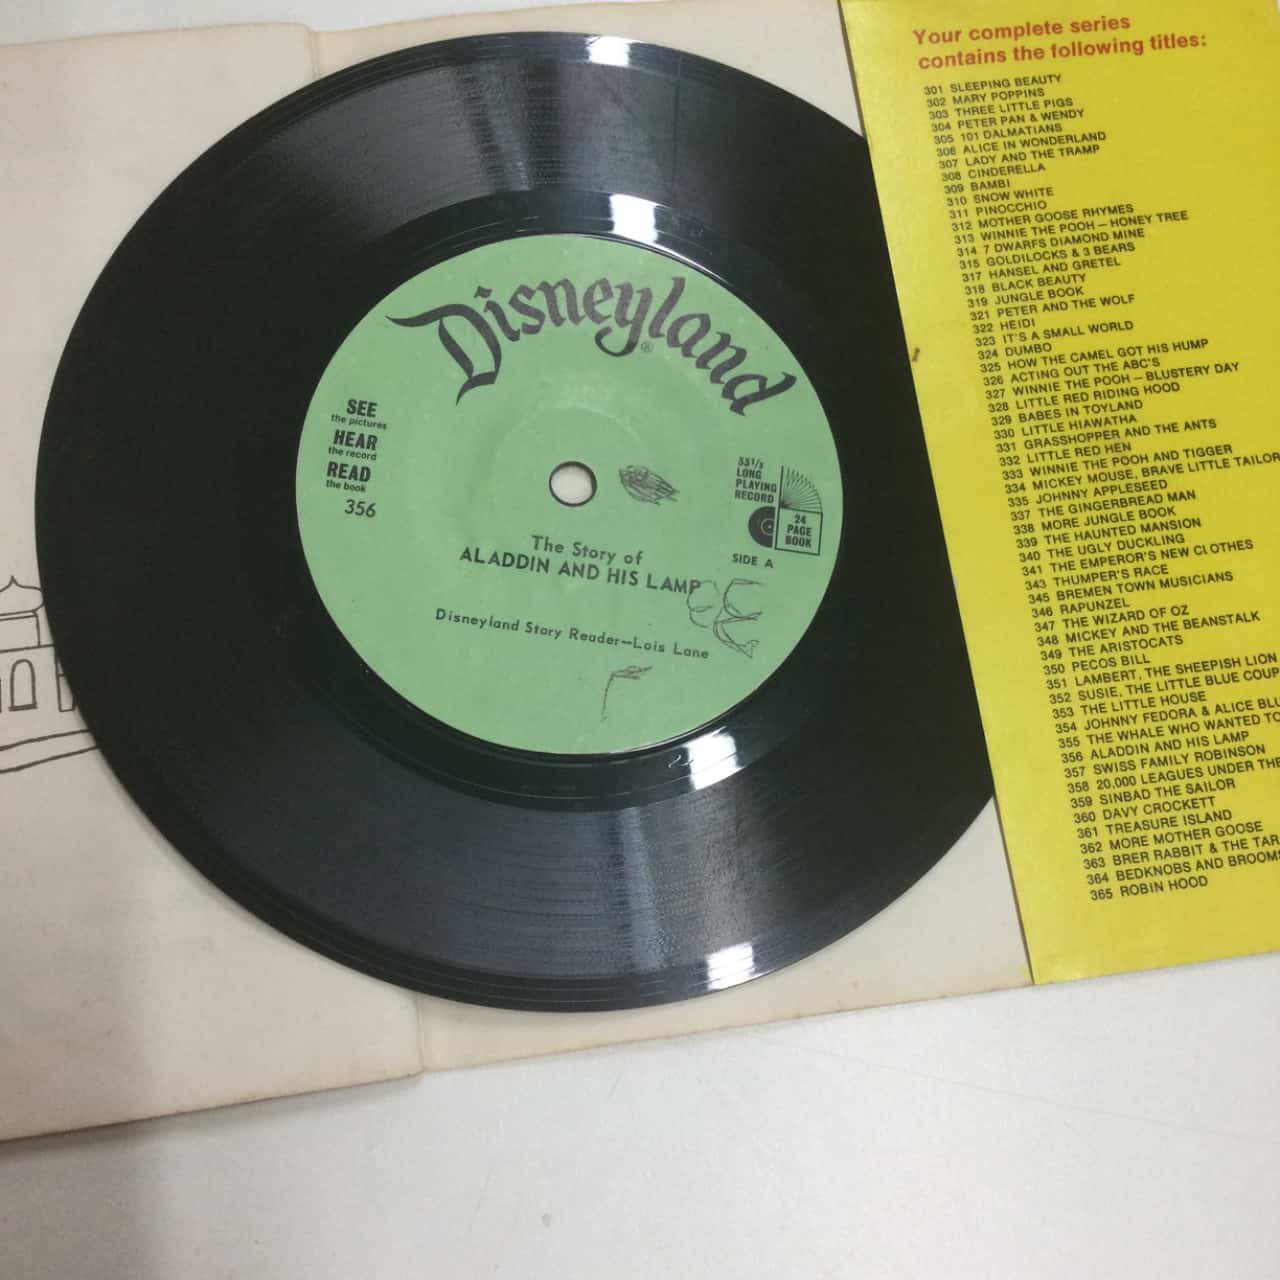 Disneyland®
SEE
the pictures
HEAR
the record
READ
the book
356
33 1/3
LONG
PLAYING
RECORD
24
PAGE
BOOK
SIDE A
The Story of
ALADDIN AND HIS LAMP
Disneyland Story Reader—Lois Lane
Your complete series
contains the following titles:
301 SLEEPING BEAUTY
302 MARY POPPINS
303 THREE LITTLE PIGS
304 PETER PAN & WENDY
305 101 DALMATIANS
306 ALICE IN WONDERLAND
307 LADY AND THE TRAMP
308 CINDERELLA
309 BAMBI
310 SNOW WHITE
311 PINOCCHIO
312 MOTHER GOOSE RHYMES
313 WINNIE THE POOH – HONEY TREE
314 7 DWARFS DIAMOND MINE
315 GOLDILOCKS & 3 BEARS
317 HANSEL AND GRETEL
318 BLACK BEAUTY
319 JUNGLE BOOK
321 PETER AND THE WOLF
322 HEIDI
323 IT'S A SMALL WORLD
324 DUMBO
325 HOW THE CAMEL GOT HIS HUMP
326 ACTING OUT THE ABC'S
327 WINNIE THE POOH – BLUSTERY DAY
328 LITTLE RED RIDING HOOD
329 BABES IN TOYLAND
330 LITTLE HIAWATHA
331 GRASSHOPPER AND THE ANTS
332 LITTLE RED HEN
333 WINNIE THE POOH AND TIGGER
334 MICKEY MOUSE, BRAVE LITTLE TAILOR
335 JOHNNY APPLESEED
337 THE GINGERBREAD MAN
338 MORE JUNGLE BOOK
339 THE HAUNTED MANSION
340 THE UGLY DUCKLING
341 THE EMPEROR'S NEW CLOTHES
343 THUMPER'S RACE
345 BREMEN TOWN MUSICIANS
346 RAPUNZEL
347 THE WIZARD OF OZ
348 MICKEY AND THE BEANSTALK
349 THE ARISTOCATS
350 PECOS BILL
351 LAMBERT, THE SHEEPISH LION
352 SUSIE, THE LITTLE BLUE COUP
353 THE LITTLE HOUSE
354 JOHNNY FEDORA & ALICE BLU
355 THE WHALE WHO WANTED TO
356 ALADDIN AND HIS LAMP
357 SWISS FAMILY ROBINSON
358 20,000 LEAGUES UNDER THE
359 SINBAD THE SAILOR
360 DAVY CROCKETT
361 TREASURE ISLAND
362 MORE MOTHER GOOSE
363 BRER RABBIT & THE TAR
364 BEDKNOBS AND BROOMS
365 ROBIN HOOD